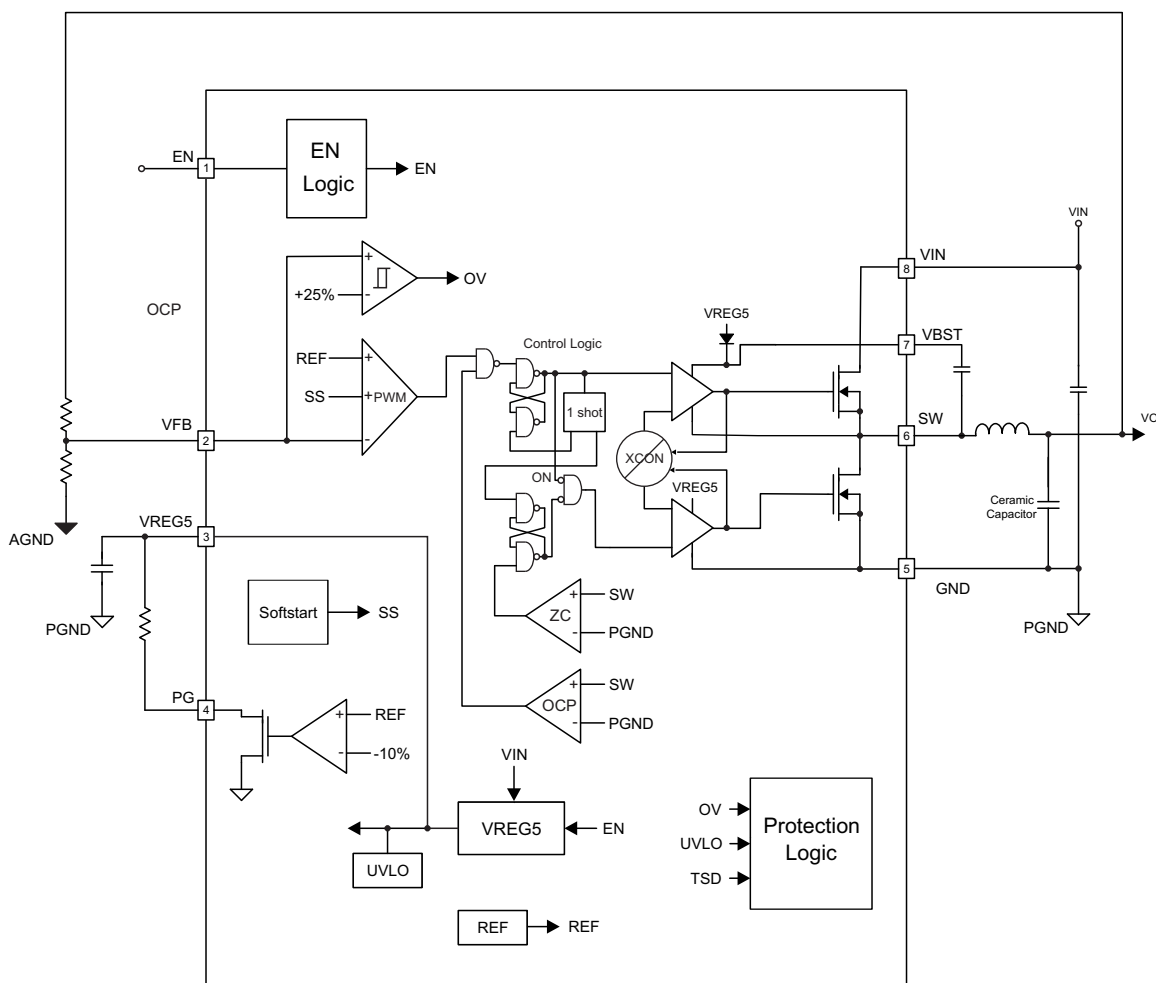 EN
1
EN
Logic
EN
OCP
+
+25%
-
OV
REF
+
SS
+
PWM
-
VFB
2
Control Logic
1 shot
ON
VREG5
XCON
VREG5
VIN
8
VIN
VBST
7
SW
6
Ceramic
Capacitor
GND
5
PGND
AGND
VREG5
3
PGND
Softstart
SS
PG
4
+
REF
-
-10%
ZC
+
SW
-
PGND
OCP
+
SW
-
PGND
VIN
VREG5
EN
UVLO
REF
REF
OV
UVLO
TSD
Protection
Logic